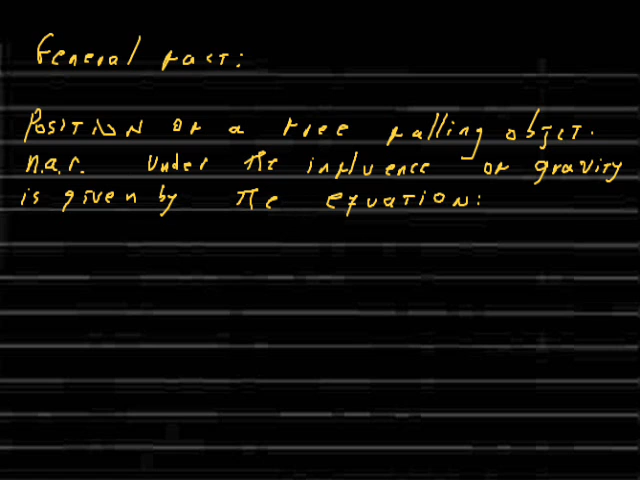 General fact:
Position of a free falling object.
n.a.r. under the influence of gravity
is given by the equation: